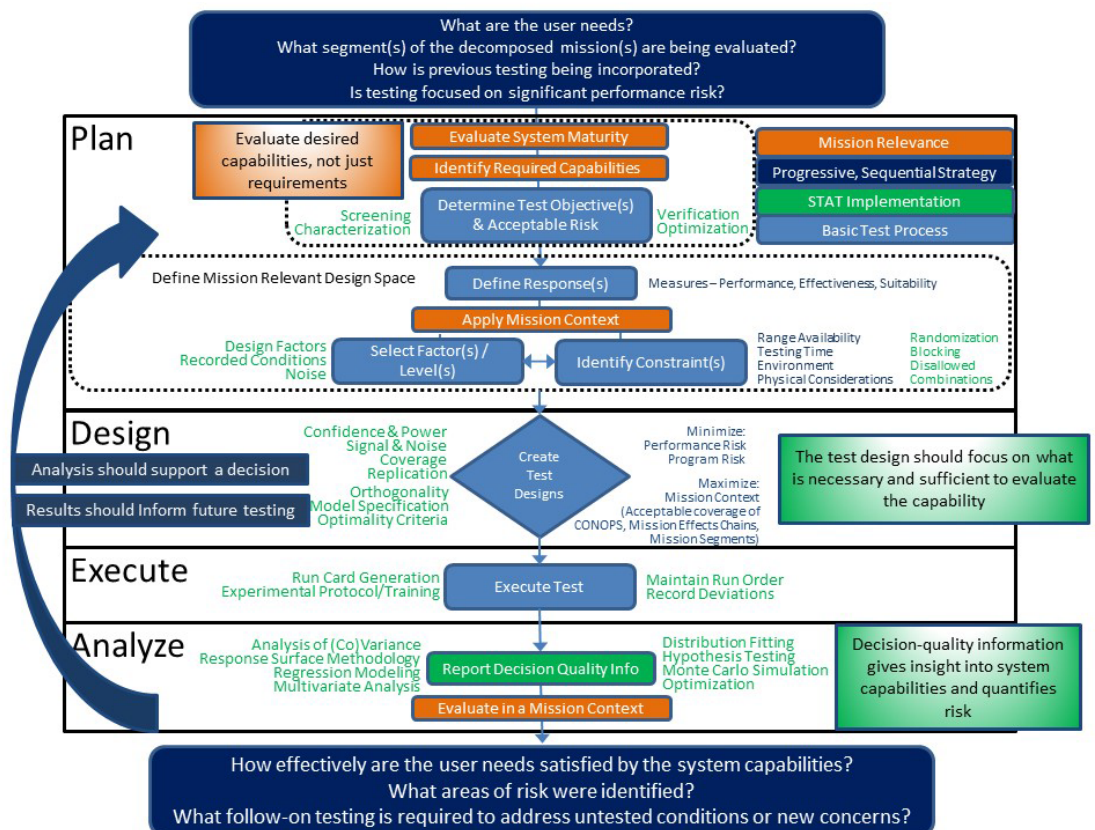 What are the user needs?
What segment(s) of the decomposed mission(s) are being evaluated?
How is previous testing being incorporated?
Is testing focused on significant performance risk?
Plan
Evaluate desired
capabilities, not just
requirements
Evaluate System Maturity
Identify Required Capabilities
Determine Test Objective(s)
& Acceptable Risk
Screening
Characterization
Verification
Optimization
Mission Relevance
Progressive, Sequential Strategy
STAT Implementation
Basic Test Process
Define Mission Relevant Design Space
Define Response(s)
Measures – Performance, Effectiveness, Suitability
Apply Mission Context
Design Factors
Recorded Conditions
Noise
Select Factor(s) /
Level(s)
Identify Constraint(s)
Range Availability
Testing Time
Environment
Physical Considerations
Randomization
Blocking
Disallowed
Combinations
Design
Analysis should support a decision
Results should Inform future testing
Confidence & Power
Signal & Noise
Coverage
Replication
Orthogonality
Model Specification
Optimality Criteria
Create
Test
Designs
Minimize:
Performance Risk
Program Risk
Maximize:
Mission Context
(Acceptable coverage of
CONOPS, Mission Effects Chains,
Mission Segments)
The test design should focus on what
is necessary and sufficient to evaluate
the capability
Execute
Run Card Generation
Experimental Protocol/Training
Execute Test
Maintain Run Order
Record Deviations
Analyze
Analysis of (Co)Variance
Response Surface Methodology
Regression Modeling
Multivariate Analysis
Report Decision Quality Info
Distribution Fitting
Hypothesis Testing
Monte Carlo Simulation
Optimization
Evaluate in a Mission Context
Decision-quality information
gives insight into system
capabilities and quantifies
risk
How effectively are the user needs satisfied by the system capabilities?
What areas of risk were identified?
What follow-on testing is required to address untested conditions or new concerns?